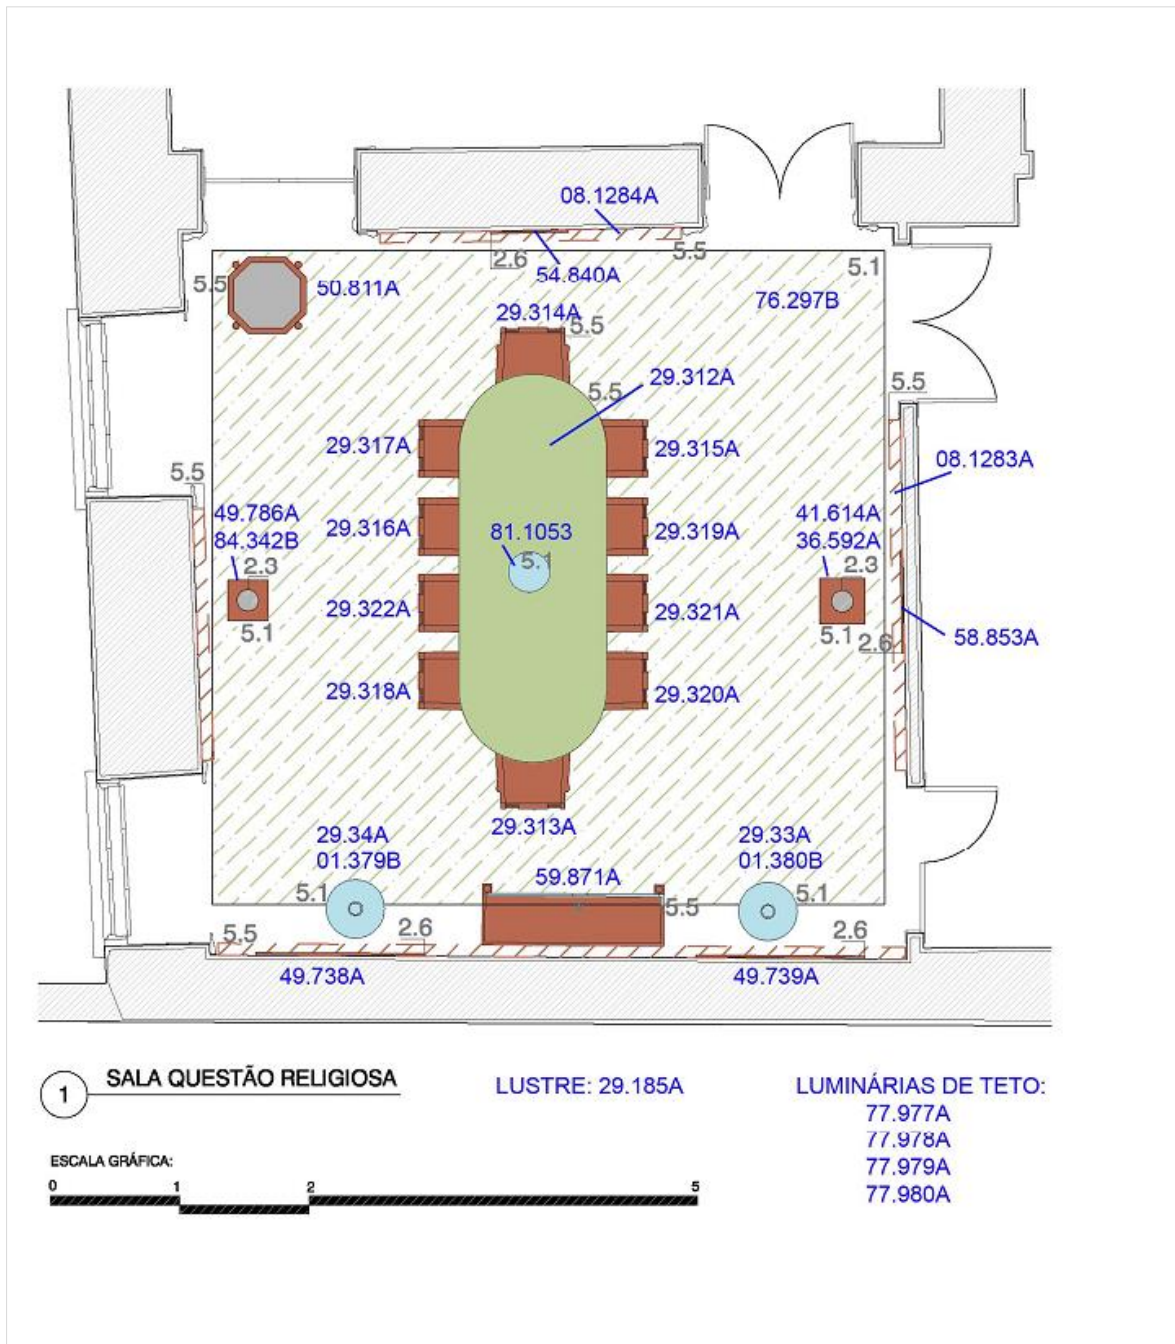 08.1284A
5.5
2.6
54.840A
5.1
5.5
50.811A
76.297B
29.314A
5.5
29.312A
5.5
5.5
29.317A
29.315A
08.1283A
5.5
49.786A
84.342B
2.3
5.1
29.316A
81.1053
5.1
29.319A
41.614A
36.592A
2.3
5.1
2.6
58.853A
29.322A
29.321A
29.318A
29.320A
29.313A
29.34A
01.379B
5.1
59.871A
5.5
29.33A
01.380B
5.1
5.5
2.6
2.6
49.738A
49.739A
1
SALA QUESTÃO RELIGIOSA
LUSTRE: 29.185A
LUMINÁRIAS DE TETO:
77.977A
77.978A
77.979A
77.980A
ESCALA GRÁFICA:
0 1 2 5